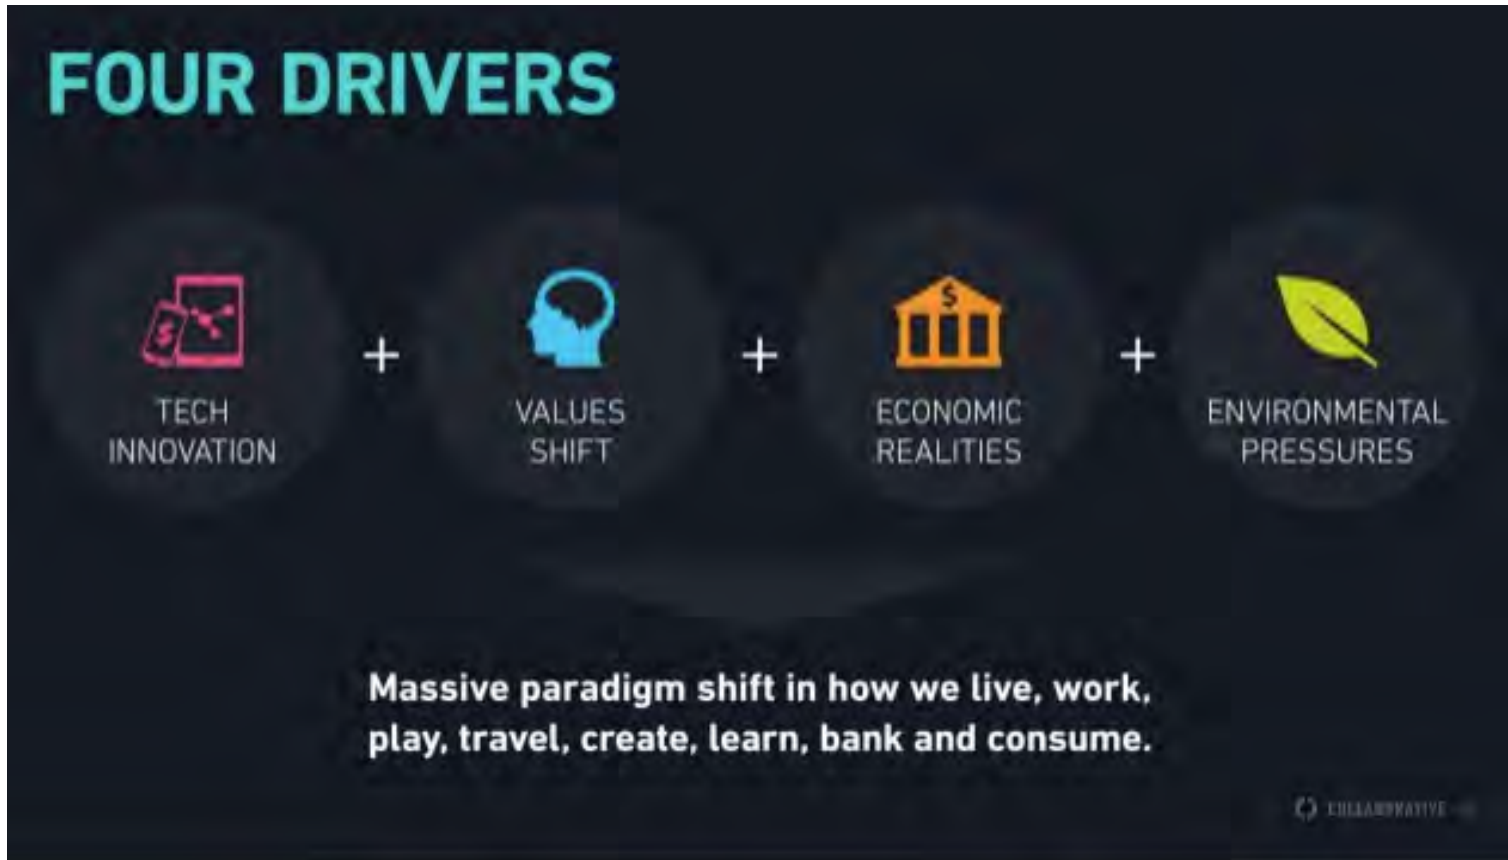 FOUR DRIVERS
$
$
+
+
+
TECH
INNOVATION
VALUES
SHIFT
ECONOMIC
REALITIES
ENVIRONMENTAL
PRESSURES
Massive paradigm shift in how we live, work,
play, travel, create, learn, bank and consume.